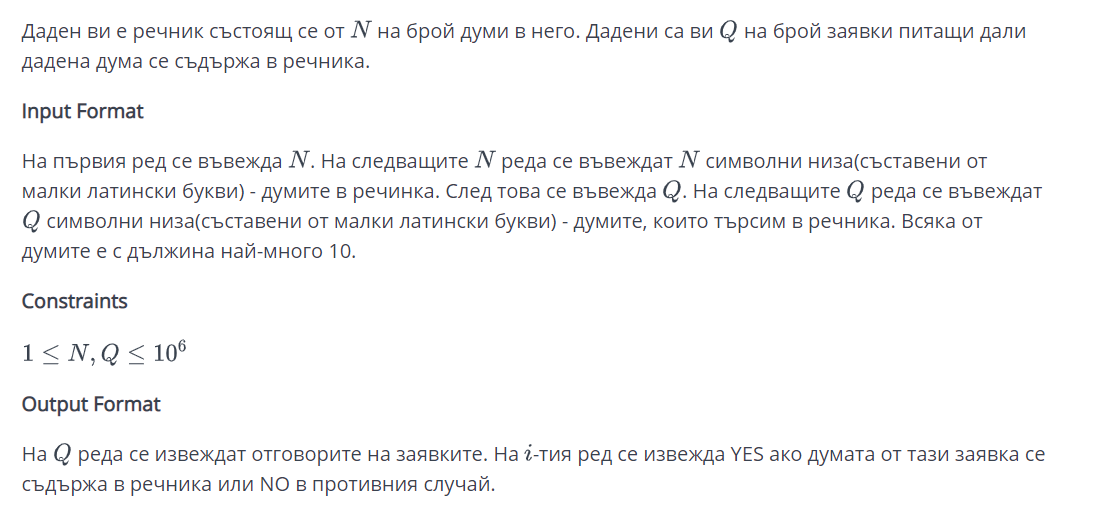 Даден ви е речник състоящ се от N на брой думи в него. Дадени са ви Q на брой заявки питащи дали
дадена дума се съдържа в речника.
Input Format
На първия ред се въвежда N. На следващите N реда се въвеждат N символни низа(съставени от
малки латински букви) - думите в речинка. След това се въвежда Q. На следващите Q реда се въвеждат
Q символни низа(съставени от малки латински букви) - думите, които търсим в речника. Всяка от
думите е с дължина най-много 10.
Constraints
1 ≤ N, Q ≤ 10⁶
Output Format
На Q реда се извеждат отговорите на заявките. На i-тия ред се извежда YES ако думата от тази заявка се
съдържа в речника или NO в противния случай.